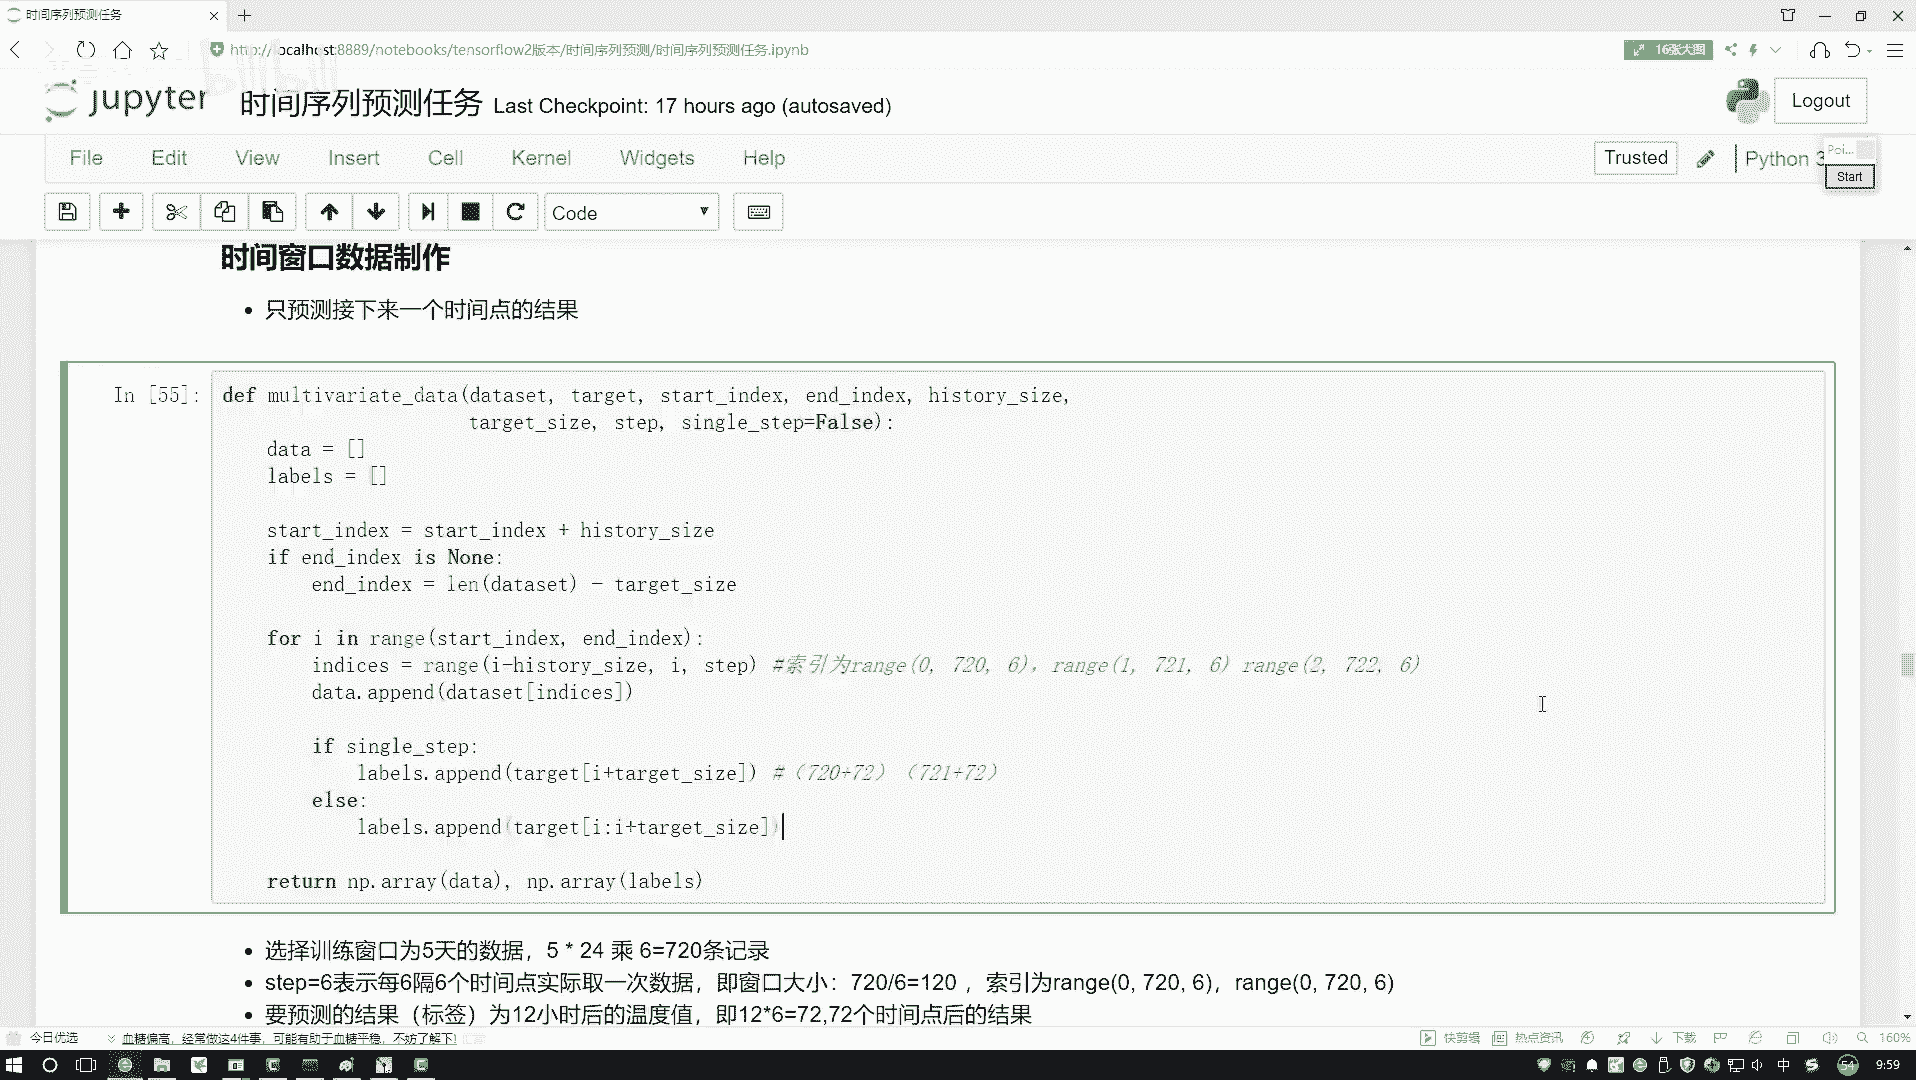 时间序列预测任务
http://localhost:8889/notebooks/tensorflow2版本/时间序列预测/时间序列预测任务.ipynb
16张大图
jupyter 时间序列预测任务 Last Checkpoint: 17 hours ago (autosaved)
Logout
File Edit View Insert Cell Kernel Widgets Help
Trusted
Python 3
Poi...
Start
Code
时间窗口数据制作
只预测接下来一个时间点的结果
In [55]:
def multivariate_data(dataset, target, start_index, end_index, history_size,
target_size, step, single_step=False):
data = []
labels = []
start_index = start_index + history_size
if end_index is None:
end_index = len(dataset) - target_size
for i in range(start_index, end_index):
indices = range(i-history_size, i, step) #索引为range(0, 720, 6), range(1, 721, 6) range(2, 722, 6)
data.append(dataset[indices])
if single_step:
labels.append(target[i+target_size]) #（720+72）（721+72）
else:
labels.append(target[i:i+target_size])
return np.array(data), np.array(labels)
选择训练窗口为5天的数据，5 * 24 乘 6=720条记录
step=6表示每6隔6个时间点实际取一次数据，即窗口大小：720/6=120 ，索引为range(0, 720, 6)，range(0, 720, 6)
要预测的结果（标签）为12小时后的温度值，即12*6=72,72个时间点后的结果
今日优选
血糖偏高，经常做这4件事，可能有助于血糖平稳，不妨了解下！
快剪辑
热点资讯
下载
160%
中
54
9:59